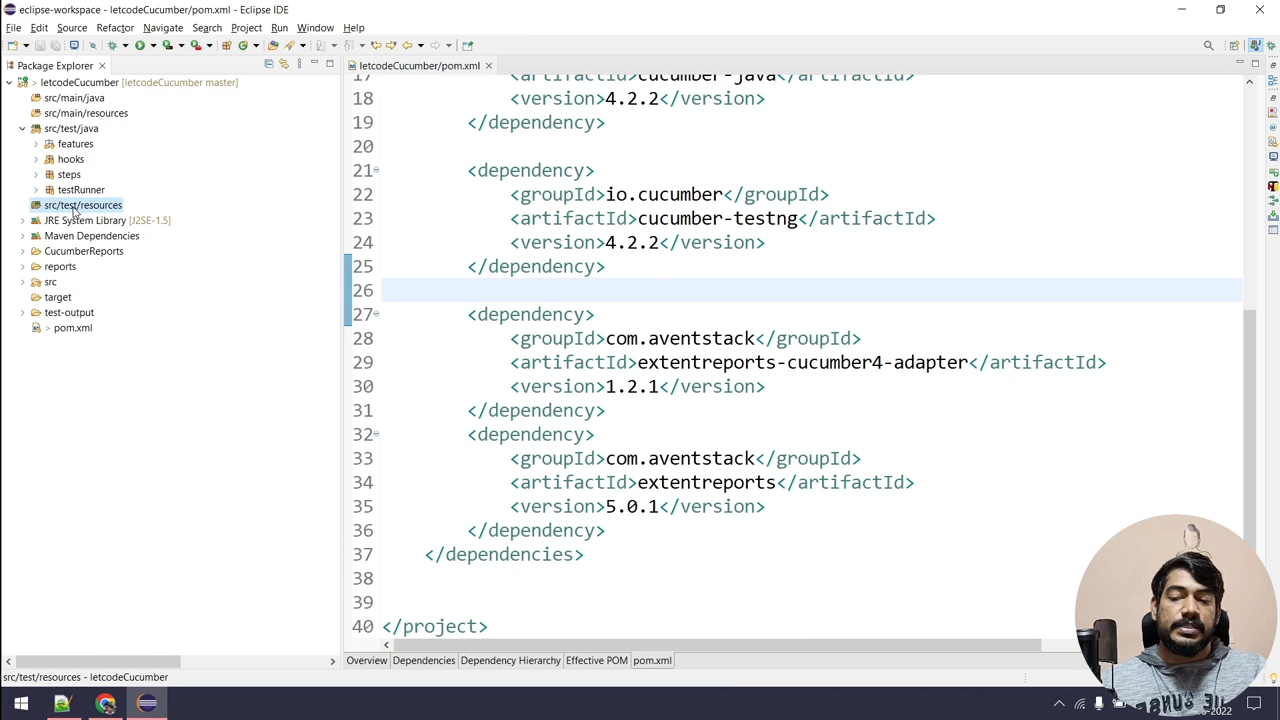 eclipse-workspace - letcodeCucumber/pom.xml - Eclipse IDE
File Edit Source Refactor Navigate Search Project Run Window Help
Package Explorer
letcodeCucumber/pom.xml
> letcodeCucumber [letcodeCucumber master]
src/main/java
src/main/resources
src/test/java
features
hooks
steps
testRunner
src/test/resources
JRE System Library [J2SE-1.5]
Maven Dependencies
CucumberReports
reports
src
target
test-output
> pom.xml
17 <artifactId>cucumber-java</artifactId>
18 <version>4.2.2</version>
19 </dependency>
20
21 <dependency>
22 <groupId>io.cucumber</groupId>
23 <artifactId>cucumber-testng</artifactId>
24 <version>4.2.2</version>
25 </dependency>
26
27 <dependency>
28 <groupId>com.aventstack</groupId>
29 <artifactId>extentreports-cucumber4-adapter</artifactId>
30 <version>1.2.1</version>
31 </dependency>
32 <dependency>
33 <groupId>com.aventstack</groupId>
34 <artifactId>extentreports</artifactId>
35 <version>5.0.1</version>
36 </dependency>
37 </dependencies>
38
39
40 </project>
Overview Dependencies Dependency Hierarchy Effective POM pom.xml
src/test/resources - letcodeCucumber